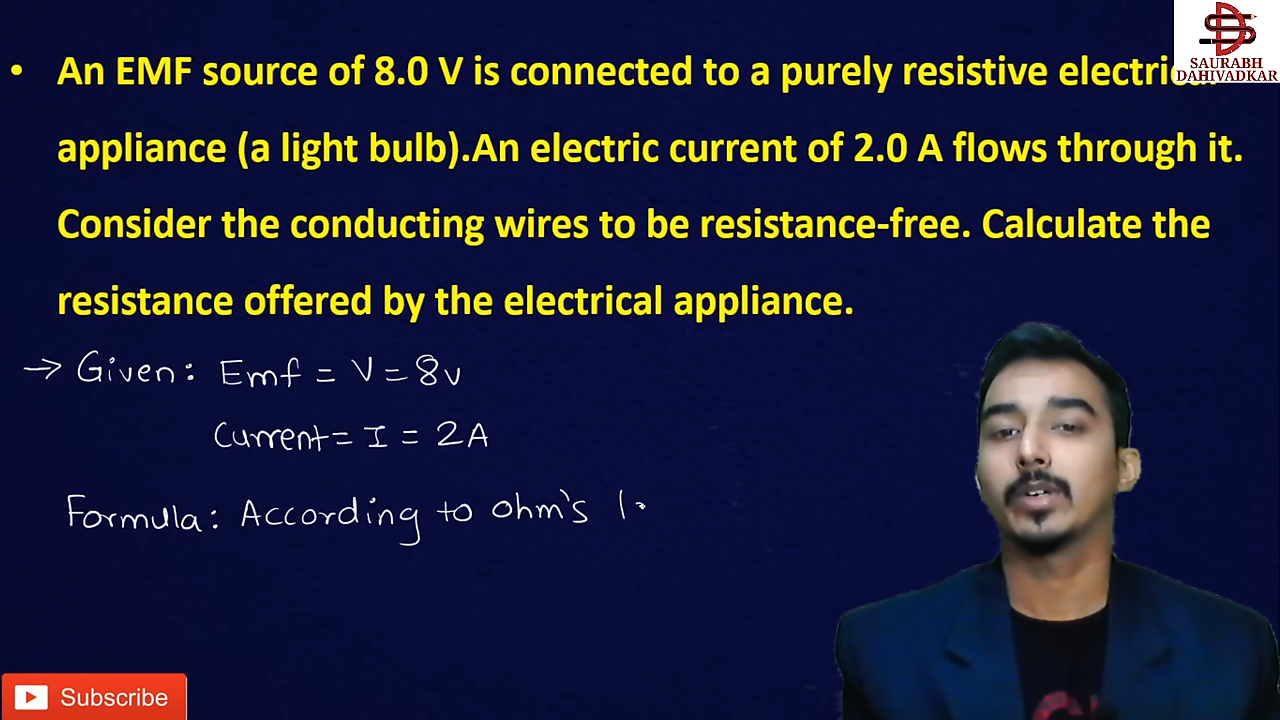 SAURABH
DAHIVADKAR
• An EMF source of 8.0 V is connected to a purely resistive electrical
appliance (a light bulb).An electric current of 2.0 A flows through it.
Consider the conducting wires to be resistance-free. Calculate the
resistance offered by the electrical appliance.
→ Given: Emf = V = 8v
Current = I = 2A
Formula: According to ohm's
Subscribe